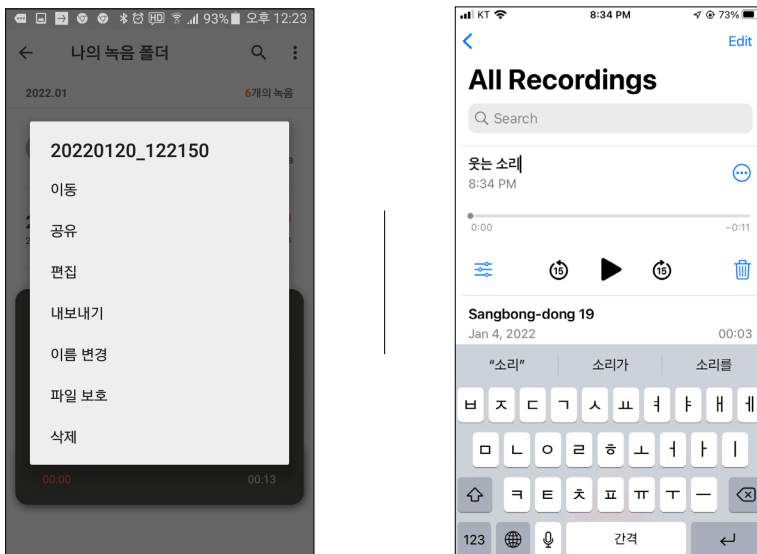 93% 오후 12:23
나의 녹음 폴더
2022.01
6개의 녹음
20220120_122150
이동
공유
편집
내보내기
이름 변경
파일 보호
삭제
00:00
00:13
KT
8:34 PM
73%
Edit
All Recordings
Search
웃는 소리
8:34 PM
0:00
−0:11
15
15
Sangbong-dong 19
Jan 4, 2022
00:03
“소리”
소리가
소리를
ㅂ ㅈ ㄷ ㄱ ㅅ ㅛ ㅕ ㅑ ㅐ ㅔ
ㅁ ㄴ ㅇ ㄹ ㅎ ㅗ ㅓ ㅏ ㅣ
ㅋ ㅌ ㅊ ㅍ ㅠ ㅜ ㅡ
123
간격